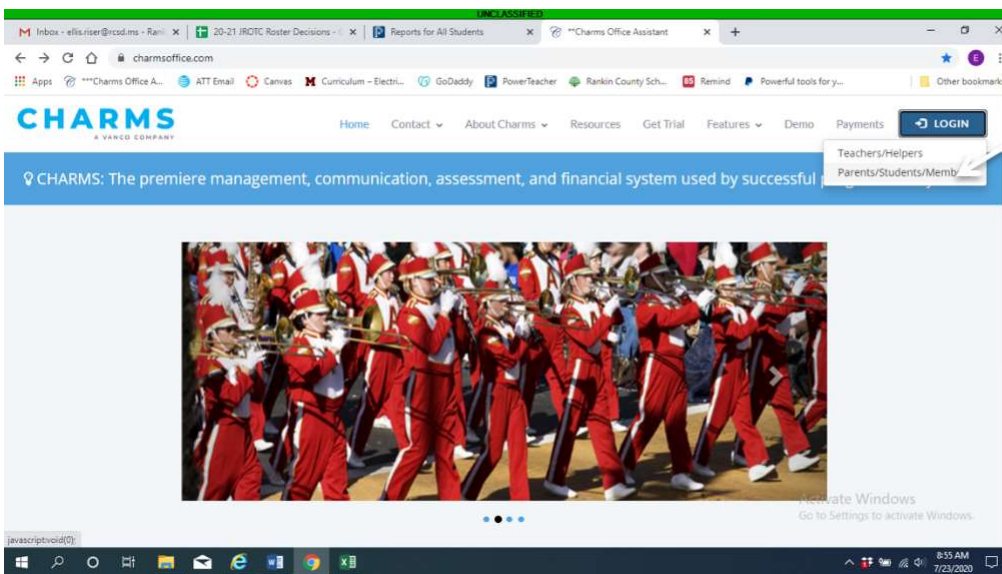 UNCLASSIFIED
Inbox - ellis.riser@rcsd.ms - Ran
20-21 JROTC Roster Decisions -
Reports for All Students
**Charms Office Assistant
charmsoffice.com
Apps
***Charms Office A...
ATT Email
Canvas
Curriculum – Electri...
GoDaddy
PowerTeacher
Rankin County Sch...
Remind
Powerful tools for y...
Other bookmark
CHARMS
A VANCO COMPANY
Home
Contact
About Charms
Resources
Get Trial
Features
Demo
Payments
LOGIN
Teachers/Helpers
Parents/Students/Memb
CHARMS: The premiere management, communication, assessment, and financial system used by successful
Activate Windows
Go to Settings to activate Windows.
javascript:void(0);
8:55 AM
7/23/2020